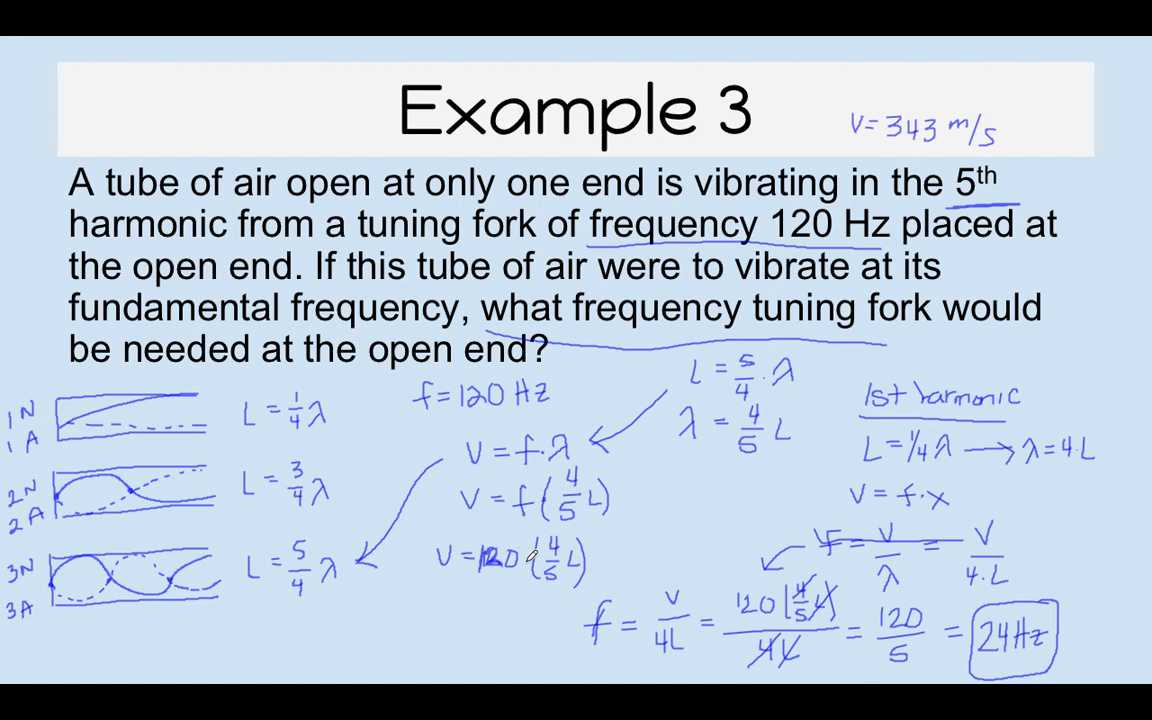 Example 3
V = 343 m/s
A tube of air open at only one end is vibrating in the 5th
harmonic from a tuning fork of frequency 120 Hz placed at
the open end. If this tube of air were to vibrate at its
fundamental frequency, what frequency tuning fork would
be needed at the open end?
1N
1A
L = 1/4 λ
2N
2A
L = 3/4 λ
3N
3A
L = 5/4 λ
f = 120 Hz
V = f·λ
V = f(4/5 L)
V = 120 (4/5 L)
L = 5/4 · λ
λ = 4/5 L
1st harmonic
L = 1/4 λ → λ = 4·L
V = f·λ
f = V/λ = V/4·L
f = V/4L = 120(4/5 L)/4L = 120/5 = 24Hz